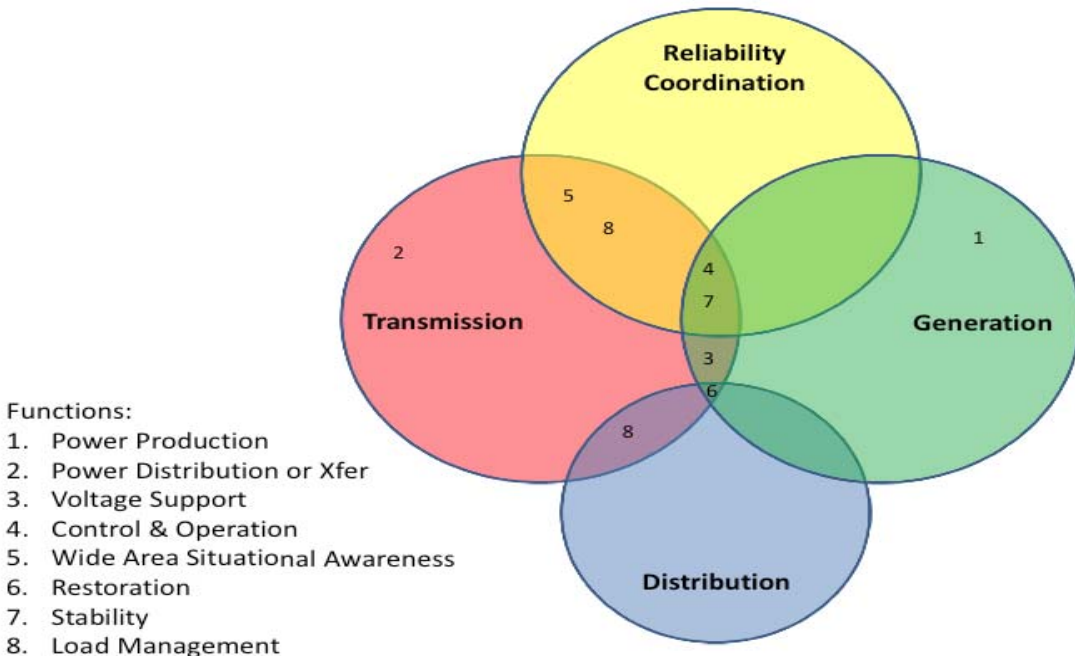 Reliability
Coordination
5
8
2
1
4
7
Transmission
Generation
3
6
8
Distribution
Functions:
1. Power Production
2. Power Distribution or Xfer
3. Voltage Support
4. Control & Operation
5. Wide Area Situational Awareness
6. Restoration
7. Stability
8. Load Management